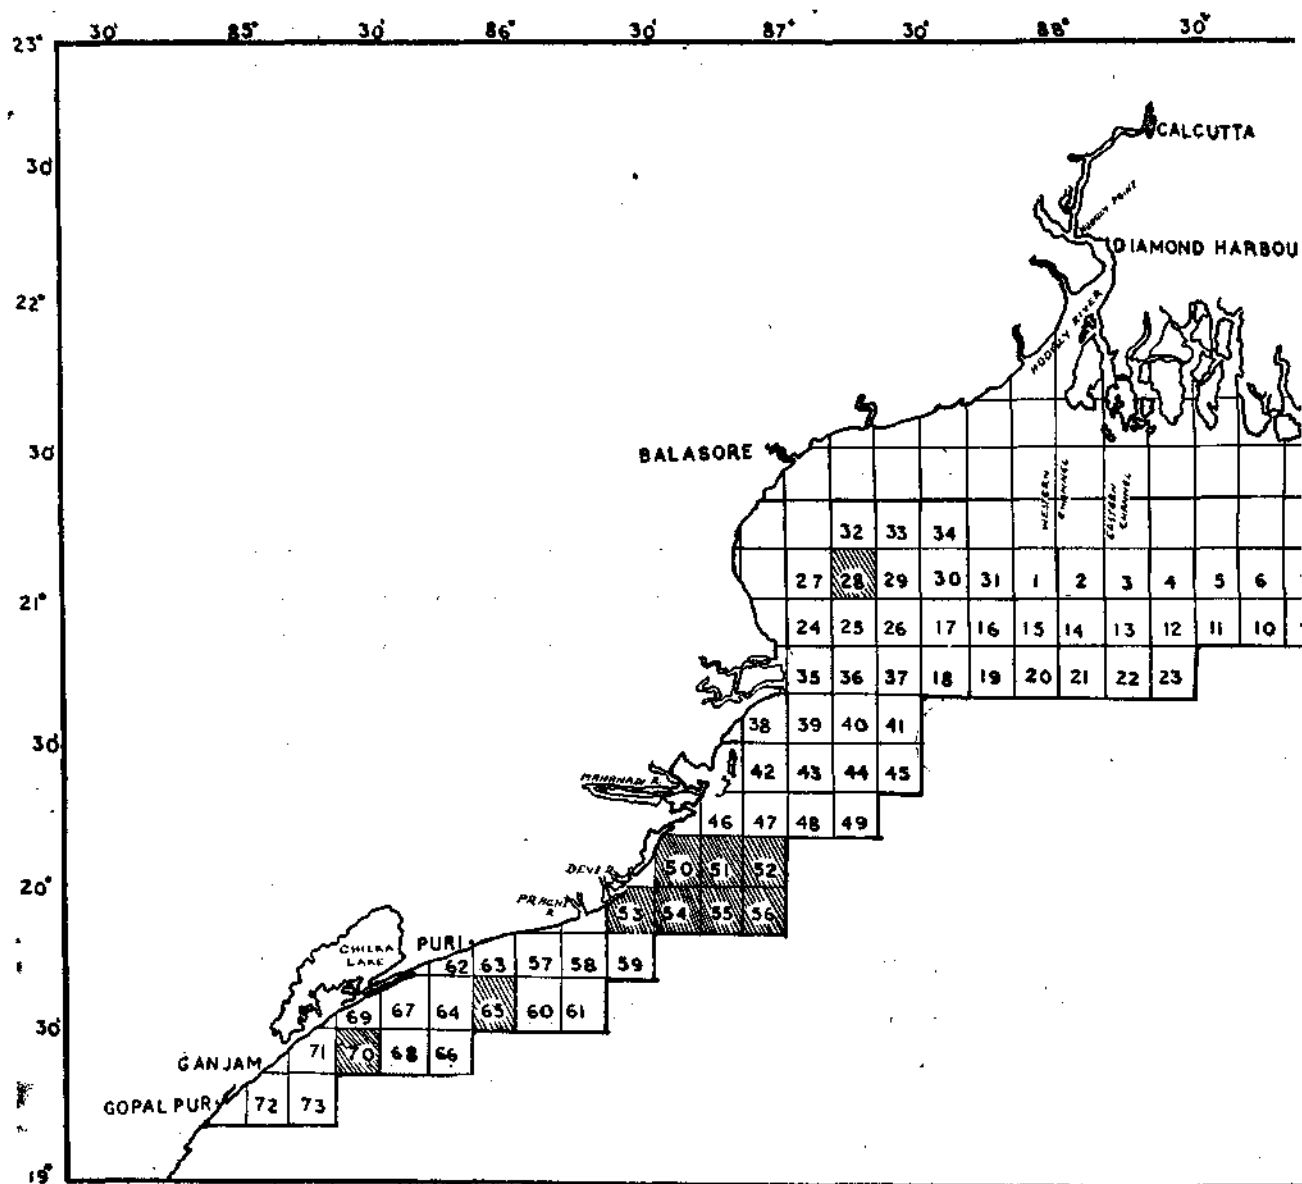 30' 85° 30' 86° 30' 87° 30' 88° 30'
23°
CALCUTTA
30'
HOOGLY POINT
DIAMOND HARBOU
22°
HOOGLY RIVER
30'
BALASORE
WESTERN CHANNEL
EASTERN CHANNEL
32 33 34
27 28 29 30 31 1 2 3 4 5 6
21°
24 25 26 17 16 15 14 13 12 11 10
35 36 37 18 19 20 21 22 23
38 39 40 41
30'
MAHANADI R.
42 43 44 45
46 47 48 49
DEVI R.
50 51 52
20°
PRACHI R
53 54 55 56
CHILKA LAKE
PURI
62 63 57 58 59
69 67 64 65 60 61
30'
GANJAM
71 70 68 66
GOPAL PUR
72 73
19°